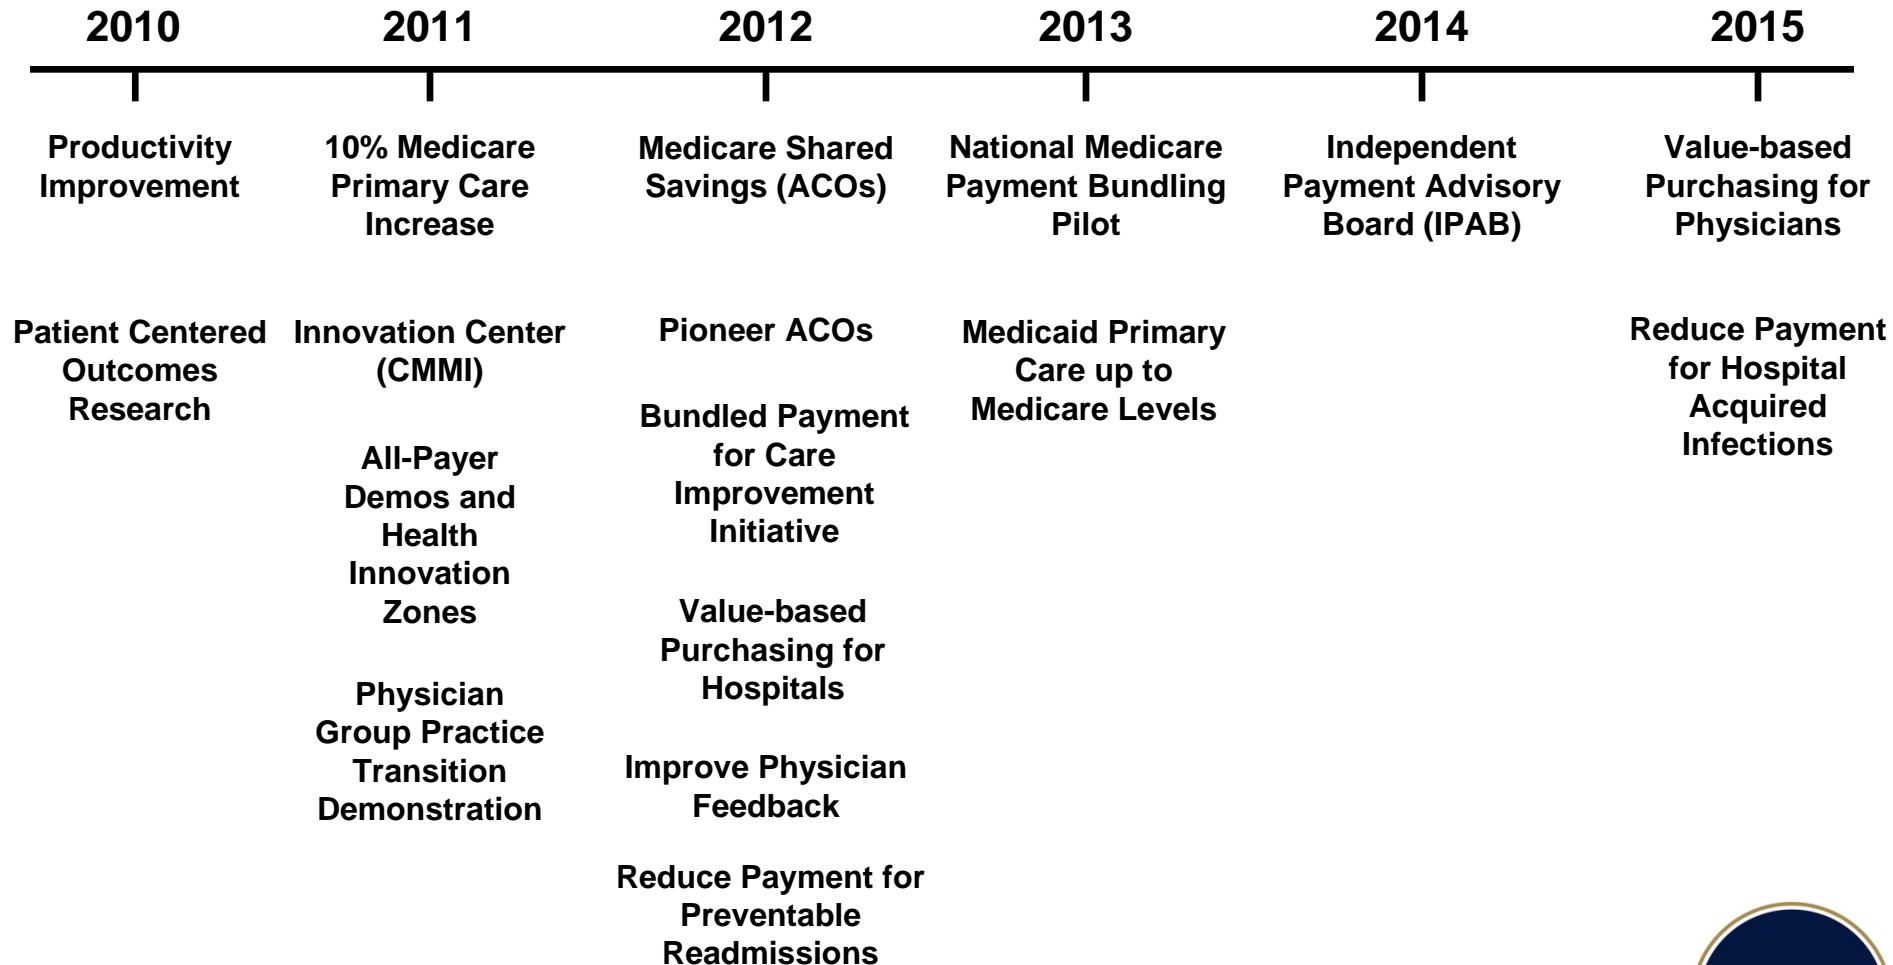 2010
2011
2012
2013
2014
2015
Productivity
Improvement
Patient Centered
Outcomes
Research
10% Medicare
Primary Care
Increase
Innovation Center
(CMMI)
All-Payer
Demos and
Health
Innovation
Zones
Physician
Group Practice
Transition
Demonstration
Medicare Shared
Savings (ACOs)
Pioneer ACOs
Bundled Payment
for Care
Improvement
Initiative
Value-based
Purchasing for
Hospitals
Improve Physician
Feedback
Reduce Payment for
Preventable
Readmissions
National Medicare
Payment Bundling
Pilot
Medicaid Primary
Care up to
Medicare Levels
Independent
Payment Advisory
Board (IPAB)
Value-based
Purchasing for
Physicians
Reduce Payment
for Hospital
Acquired
Infections